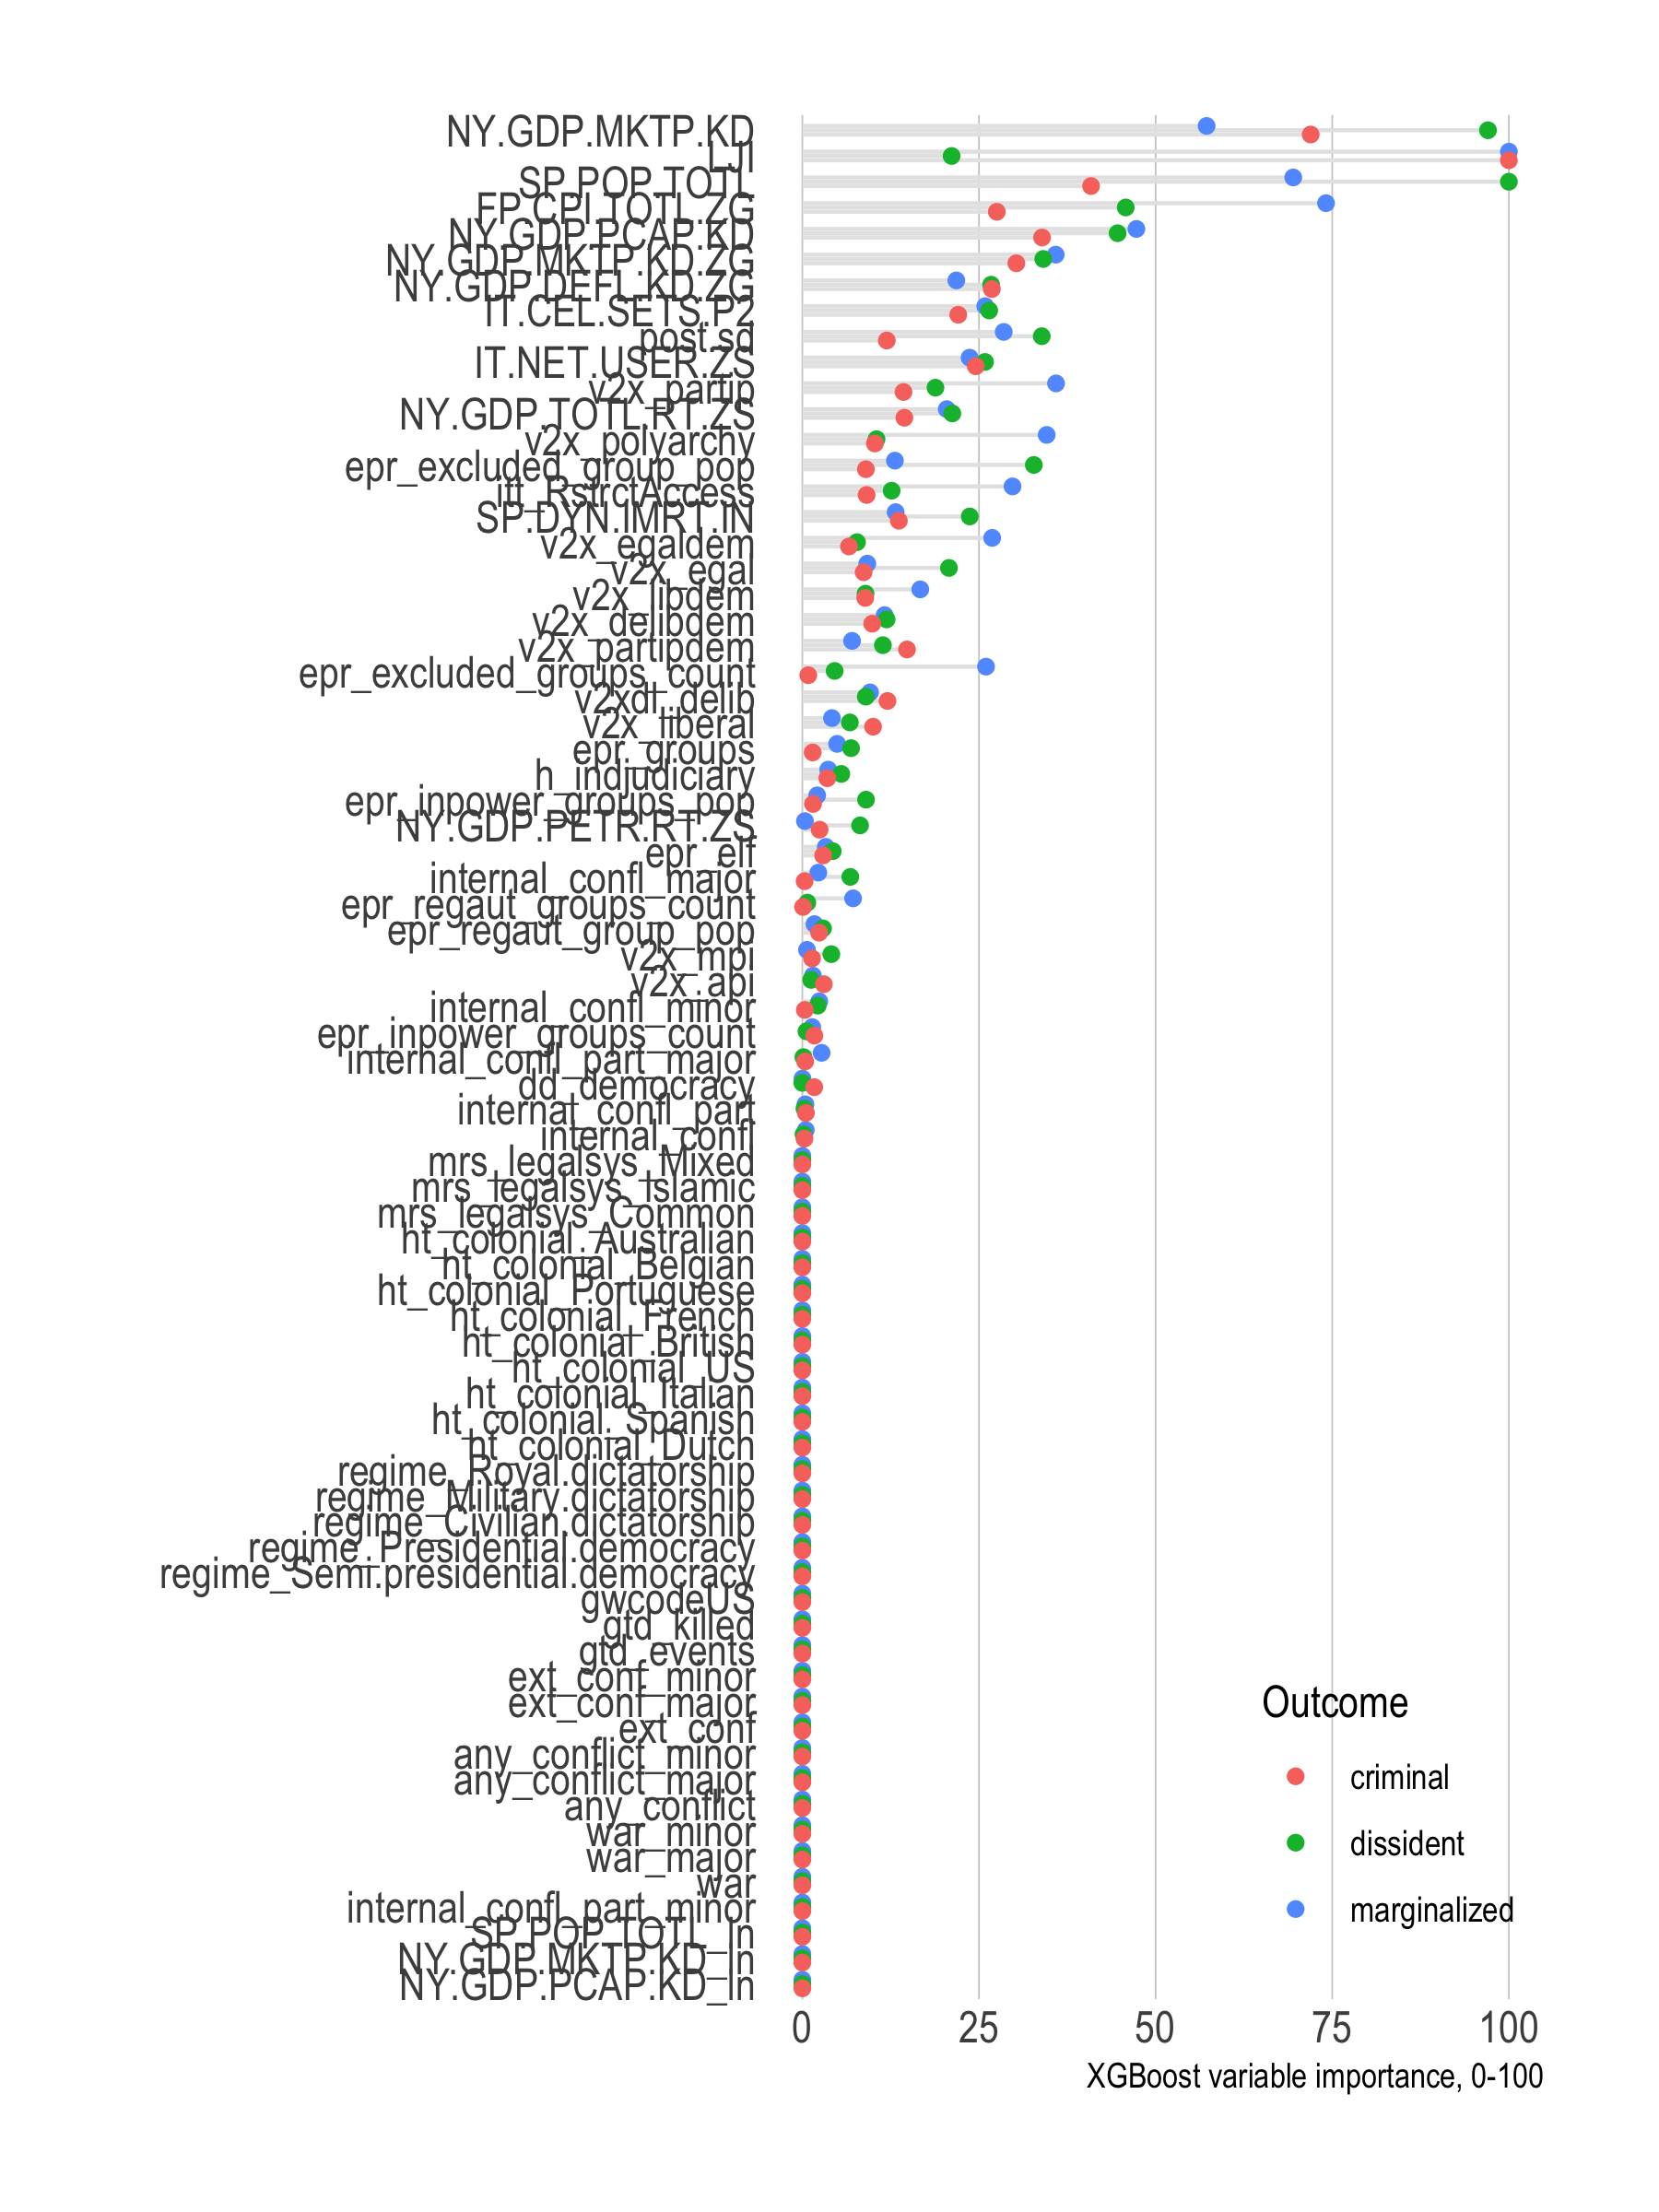 NY.GDP.MKTP.KD
LJI
SP.POP.TOTL
FP.CPI.TOTL.ZG
NY.GDP.PCAP.KD
NY.GDP.MKTP.KD.ZG
NY.GDP.DEFL.KD.ZG
IT.CEL.SETS.P2
post.sd
IT.NET.USER.ZS
v2x_partip
NY.GDP.TOTL.RT.ZS
v2x_polyarchy
epr_excluded_group_pop
itt_RstrctAccess
SP.DYN.IMRT.IN
v2x_egaldem
v2x_egal
v2x_libdem
v2x_delibdem
v2x_partipdem
epr_excluded_groups_count
v2xdl_delib
v2x_liberal
epr_groups
h_indjudiciary
epr_inpower_groups_pop
NY.GDP.PETR.RT.ZS
epr_elf
internal_confl_major
epr_regaut_groups_count
epr_regaut_group_pop
v2x_mpi
v2x_api
internal_confl_minor
epr_inpower_groups_count
internal_confl_part_major
dd_democracy
internal_confl_part
internal_confl
mrs_legalsys_Mixed
mrs_legalsys_Islamic
mrs_legalsys_Common
ht_colonial_Australian
ht_colonial_Belgian
ht_colonial_Portuguese
ht_colonial_French
ht_colonial_British
ht_colonial_US
ht_colonial_Italian
ht_colonial_Spanish
ht_colonial_Dutch
regime_Royal.dictatorship
regime_Military.dictatorship
regime_Civilian.dictatorship
regime_Presidential.democracy
regime_Semi.presidential.democracy
gwcodeUS
gtd_killed
gtd_events
ext_conf_minor
ext_conf_major
ext_conf
any_conflict_minor
any_conflict_major
any_conflict
war_minor
war_major
war
internal_confl_part_minor
SP.POP.TOTL_ln
NY.GDP.MKTP.KD_ln
NY.GDP.PCAP.KD_ln
0 25 50 75 100
XGBoost variable importance, 0-100
Outcome
criminal
dissident
marginalized